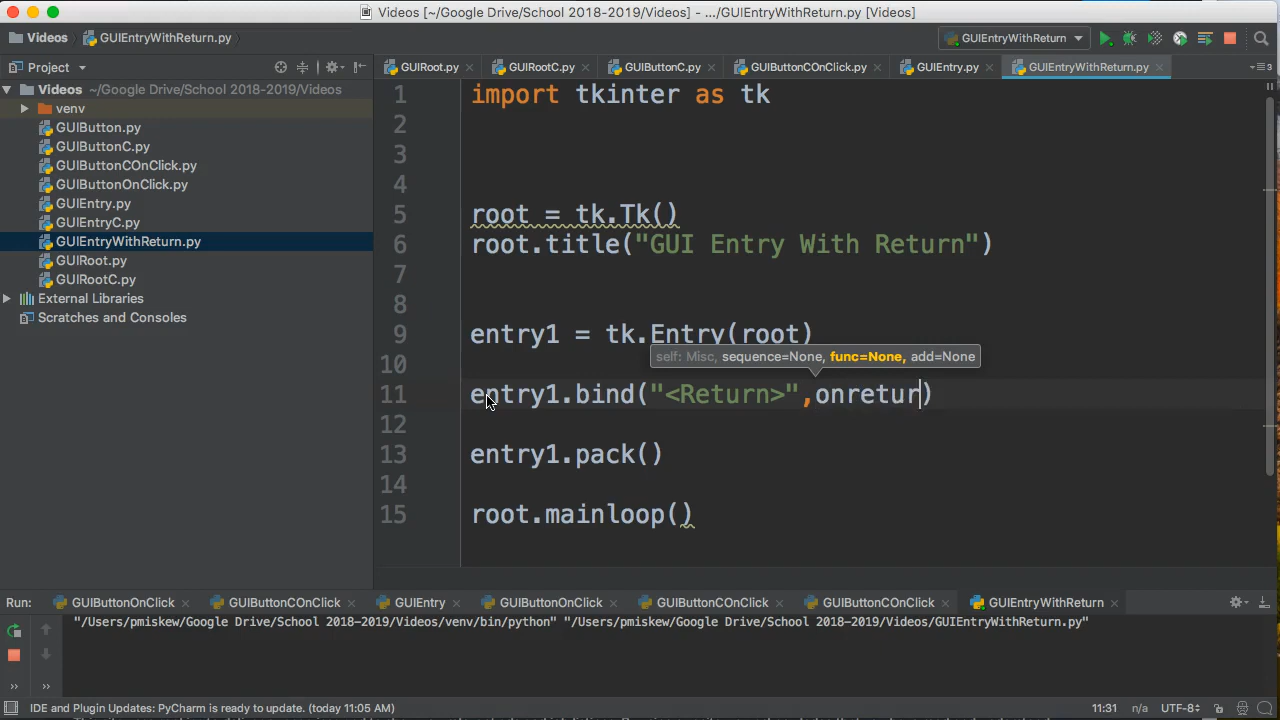 Videos [~/Google Drive/School 2018-2019/Videos] - .../GUIEntryWithReturn.py [Videos]
Videos GUIEntryWithReturn.py GUIEntryWithReturn
Project GUIRoot.py GUIRootC.py GUIButtonC.py GUIButtonCOnClick.py GUIEntry.py GUIEntryWithReturn.py
Videos ~/Google Drive/School 2018-2019/Videos
venv
GUIButton.py
GUIButtonC.py
GUIButtonCOnClick.py
GUIButtonOnClick.py
GUIEntry.py
GUIEntryC.py
GUIEntryWithReturn.py
GUIRoot.py
GUIRootC.py
External Libraries
Scratches and Consoles
1 import tkinter as tk
2
3
4
5 root = tk.Tk()
6 root.title("GUI Entry With Return")
7
8
9 entry1 = tk.Entry(root)
self: Misc, sequence=None, func=None, add=None
10
11 entry1.bind("<Return>",onretur)
12
13 entry1.pack()
14
15 root.mainloop()
Run: GUIButtonOnClick GUIButtonCOnClick GUIEntry GUIButtonOnClick GUIButtonCOnClick GUIButtonCOnClick GUIEntryWithReturn
"/Users/pmiskew/Google Drive/School 2018-2019/Videos/venv/bin/python" "/Users/pmiskew/Google Drive/School 2018-2019/Videos/GUIEntryWithReturn.py"
IDE and Plugin Updates: PyCharm is ready to update. (today 11:05 AM) 11:31 n/a UTF-8